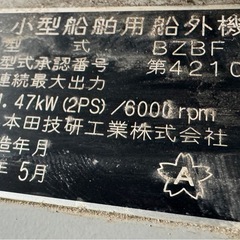 小型船舶用船外機
型式 BZBF
型式承認番号 第4210
連続最大出力
1.47kW(2PS)/6000rpm
本田技研工業株式会社
造年月
年5月
A